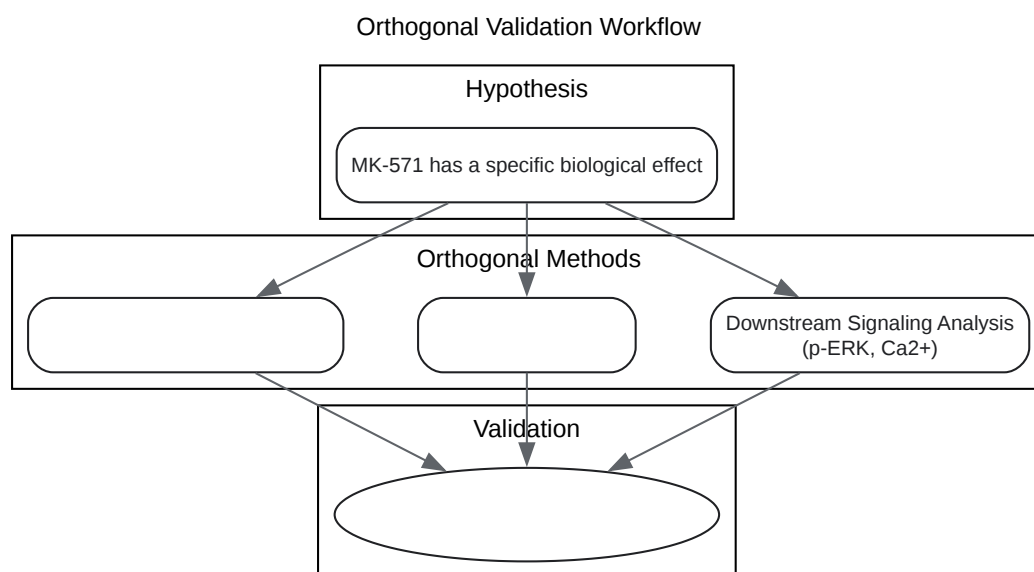 Orthogonal Validation Workflow
Hypothesis
MK-571 has a specific biological effect
Orthogonal Methods
Downstream Signaling Analysis
(p-ERK, Ca2+)
Validation